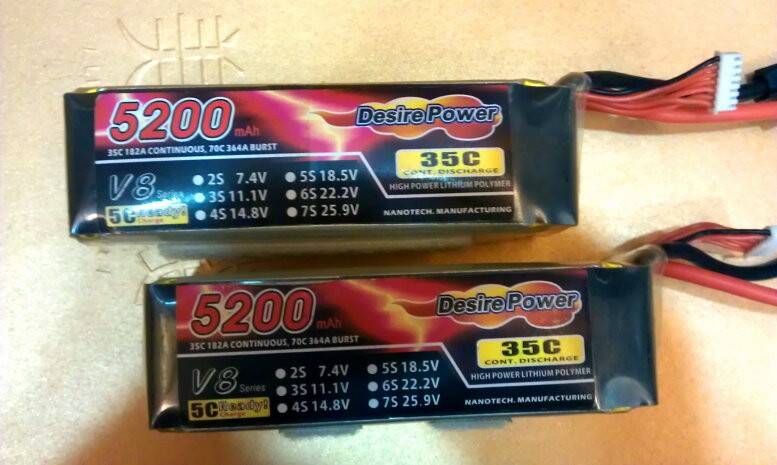 5200 mAh
Desire Power
35C 182A CONTINUOUS, 70C 364A BURST
35C
CONT. DISCHARGE
HIGH POWER LITHIUM POLYMER
V8 Series
5C Ready!
Charge
2S 7.4V
3S 11.1V
4S 14.8V
5S 18.5V
6S 22.2V
7S 25.9V
NANOTECH. MANUFACTURING
5200 mAh
Desire Power
35C 182A CONTINUOUS, 70C 364A BURST
35C
CONT. DISCHARGE
HIGH POWER LITHIUM POLYMER
V8 Series
5C Ready!
Charge
2S 7.4V
3S 11.1V
4S 14.8V
5S 18.5V
6S 22.2V
7S 25.9V
NANOTECH. MANUFACTURING